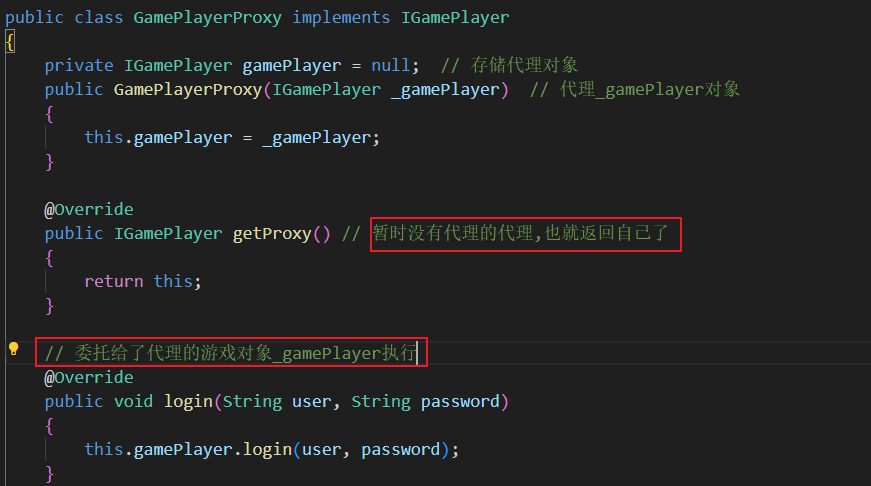 public class GamePlayerProxy implements IGamePlayer
{
private IGamePlayer gamePlayer = null;  // 存储代理对象
public GamePlayerProxy(IGamePlayer _gamePlayer)  // 代理_gamePlayer对象
{
this.gamePlayer = _gamePlayer;
}
@Override
public IGamePlayer getProxy() // 暂时没有代理的代理,也就返回自己了
{
return this;
}
// 委托给了代理的游戏对象_gamePlayer执行
@Override
public void login(String user, String password)
{
this.gamePlayer.login(user, password);
}